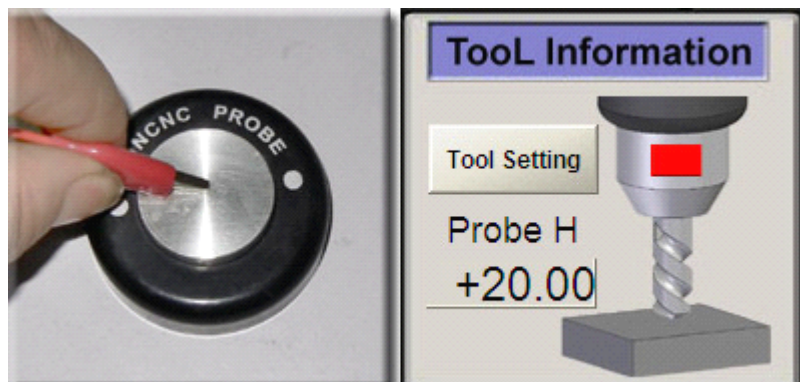 NCNC PROBE
TooL Information
Tool Setting
Probe H
+20.00